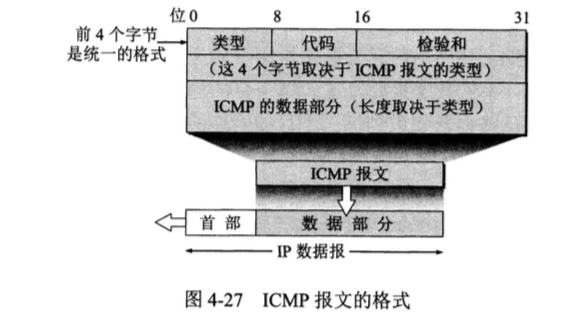 位 0 8 16 31
前 4 个字节
是统一的格式
类型 代码 检验和
（这 4 个字节取决于 ICMP 报文的类型）
ICMP 的数据部分（长度取决于类型）
ICMP 报文
首 部 数 据 部 分
IP 数据报
图 4-27 ICMP 报文的格式